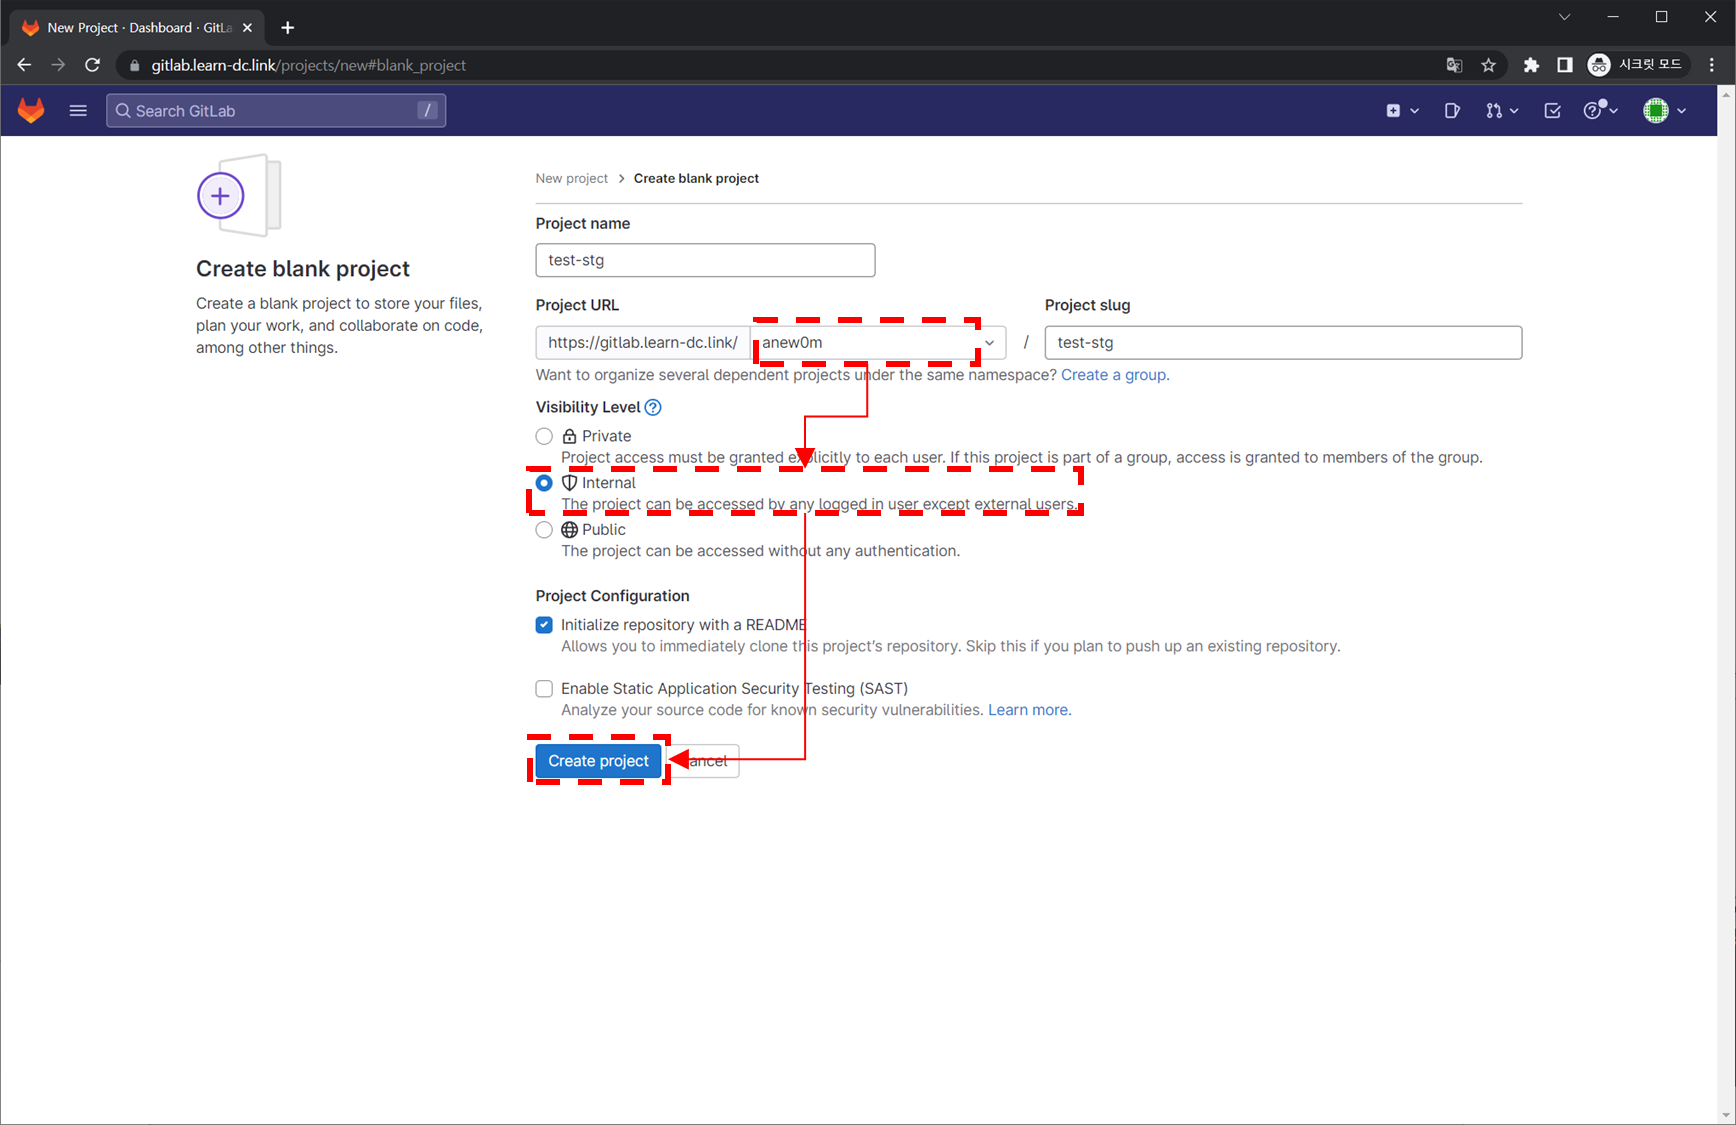 New Project · Dashboard · GitLa
gitlab.learn-dc.link/projects/new#blank_project
시크릿 모드
Search GitLab
/
New project > Create blank project
Create blank project
Create a blank project to store your files,
plan your work, and collaborate on code,
among other things.
Project name
test-stg
Project URL
Project slug
https://gitlab.learn-dc.link/ anew0m / test-stg
Want to organize several dependent projects under the same namespace? Create a group.
Visibility Level
Private
Project access must be granted explicitly to each user. If this project is part of a group, access is granted to members of the group.
Internal
The project can be accessed by any logged in user except external users.
Public
The project can be accessed without any authentication.
Project Configuration
Initialize repository with a README
Allows you to immediately clone this project's repository. Skip this if you plan to push up an existing repository.
Enable Static Application Security Testing (SAST)
Analyze your source code for known security vulnerabilities. Learn more.
Create project
Cancel